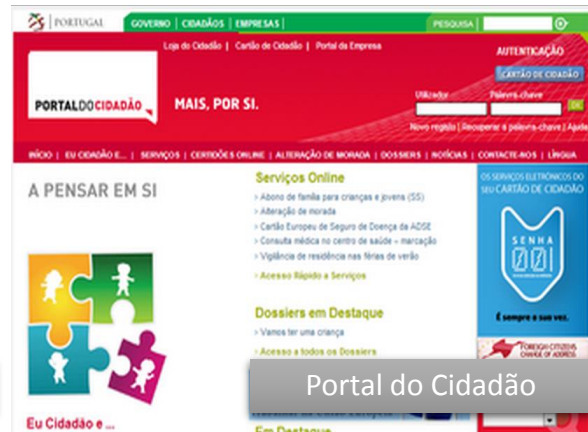 PORTUGAL GOVERNO | CIDADÃOS | EMPRESAS | PESQUISA
Loja do Cidadão | Cartão de Cidadão | Portal da Empresa
AUTENTICAÇÃO
CARTÃO DE CIDADÃO
PORTALDOCIDADÃO
MAIS, POR SI.
Utilizador Palavra-chave
OK
Novo registo | Recuperar a palavra-chave |
INÍCIO | EU CIDADÃO E... | SERVIÇOS | CERTIDÕES ONLINE | ALTERAÇÃO DE MORADA | DOSSIERS | NOTÍCIAS | CONTACTE-NOS | LÍNGUA
A PENSAR EM SI
Serviços Online
> Abono de família para crianças e jovens (SS)
> Alteração de morada
> Cartão Europeu de Seguro de Doença da ADSE
> Consulta médica no centro de saúde – marcação
> Vigilância de residência nas férias de verão
> Acesso Rápido a Serviços
Dossiers em Destaque
> Vamos ter uma criança
> Acesso a todos os Dossiers
OS SERVIÇOS ELETRÓNICOS DO
SEU CARTÃO DE CIDADÃO
SENHA
001
É sempre a sua vez.
FOREIGN CITIZENS
CHANGE OF ADDRESS
Portal do Cidadão
Eu Cidadão e ...
Em Destaque